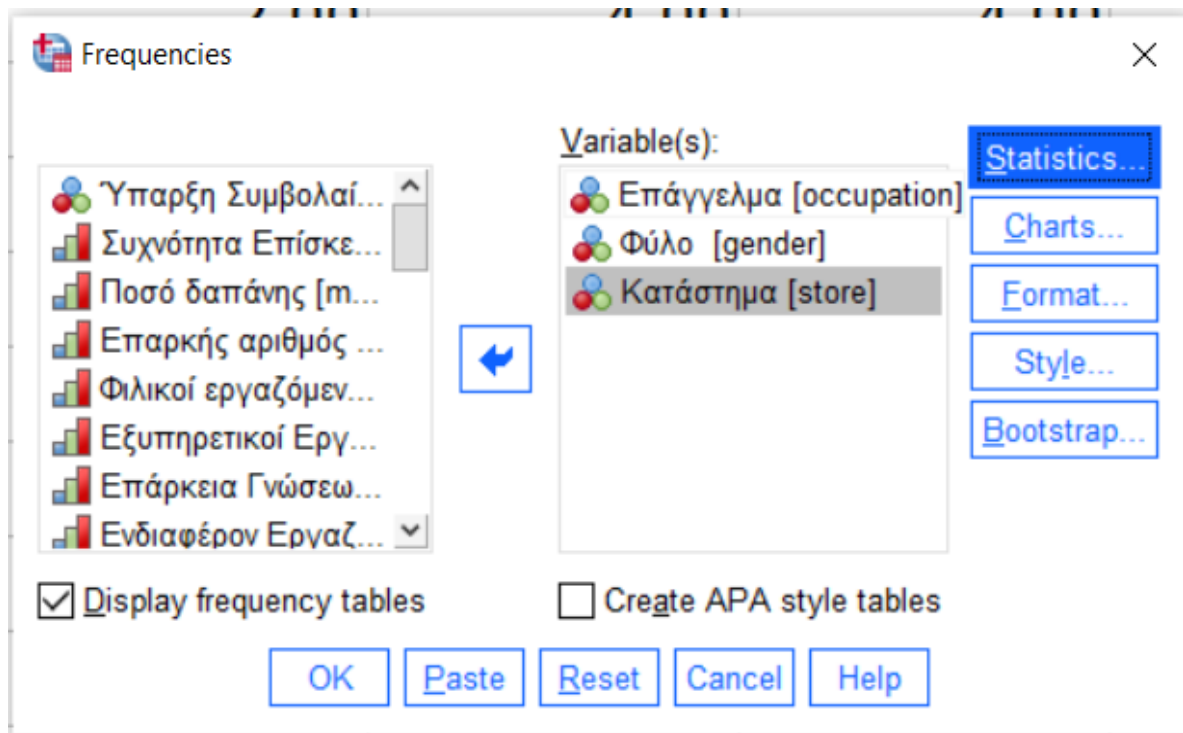 Frequencies
Variable(s):
Ύπαρξη Συμβολαί...
Συχνότητα Επίσκε...
Ποσό δαπάνης [m...
Επαρκής αριθμός ...
Φιλικοί εργαζόμεν...
Εξυπηρετικοί Εργ...
Επάρκεια Γνώσεω...
Ενδιαφέρον Εργαζ...
Επάγγελμα [occupation]
Φύλο [gender]
Κατάστημα [store]
Statistics...
Charts...
Format...
Style...
Bootstrap...
Display frequency tables
Create APA style tables
OK
Paste
Reset
Cancel
Help